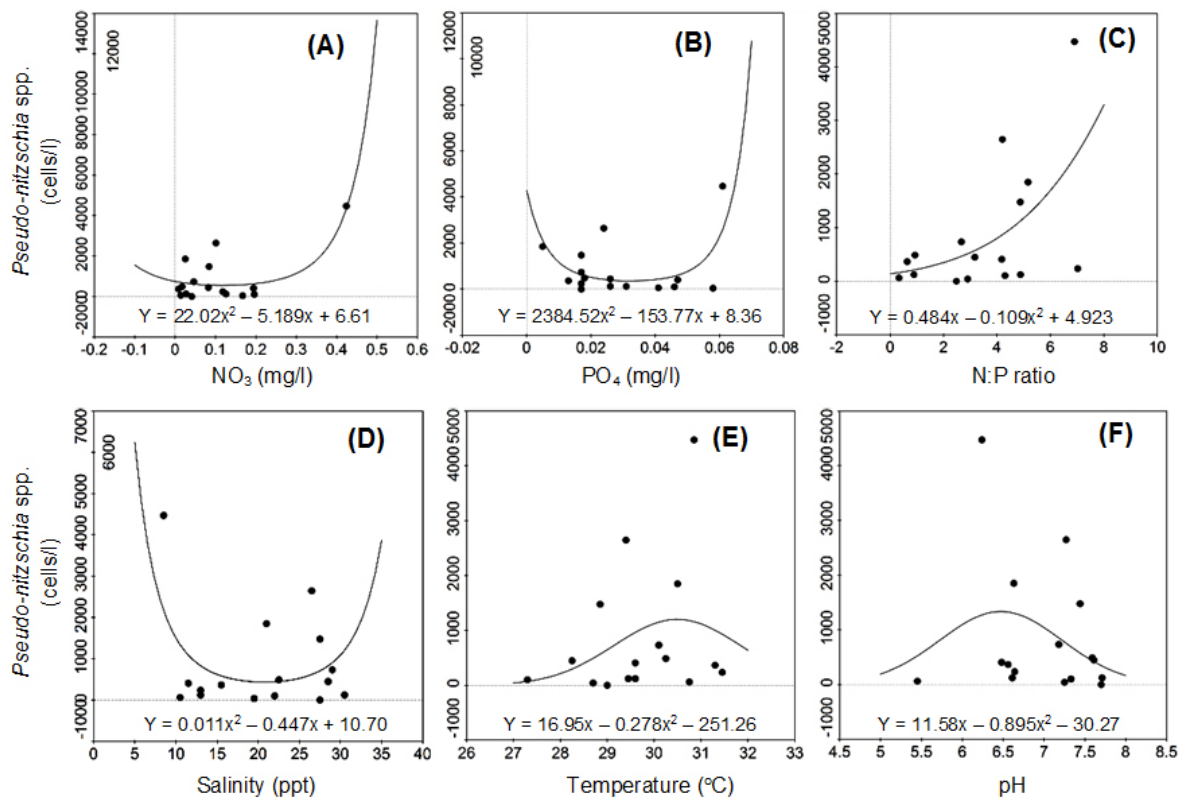 Pseudo-nitzschia spp.
(cells/l)
-2000 0 2000 4000 6000 8000 10000 12000 14000
(A)
Y = 22.02x² – 5.189x + 6.61
-0.2 -0.1 0 0.1 0.2 0.3 0.4 0.5 0.6
NO₃ (mg/l)
-2000 0 2000 4000 6000 8000 10000 12000
(B)
Y = 2384.52x² – 153.77x + 8.36
-0.02 0 0.02 0.04 0.06 0.08
PO₄ (mg/l)
-1000 0 1000 2000 3000 4000 5000
(C)
Y = 0.484x – 0.109x² + 4.923
-2 0 2 4 6 8 10
N:P ratio
Pseudo-nitzschia spp.
(cells/l)
-1000 0 1000 2000 3000 4000 5000 6000 7000
(D)
Y = 0.011x² – 0.447x + 10.70
0 5 10 15 20 25 30 35 40
Salinity (ppt)
-1000 0 1000 2000 3000 4000 5000
(E)
Y = 16.95x – 0.278x² – 251.26
26 27 28 29 30 31 32 33
Temperature (°C)
-1000 0 1000 2000 3000 4000 5000
(F)
Y = 11.58x – 0.895x² – 30.27
4.5 5.0 5.5 6.0 6.5 7.0 7.5 8.0 8.5
pH